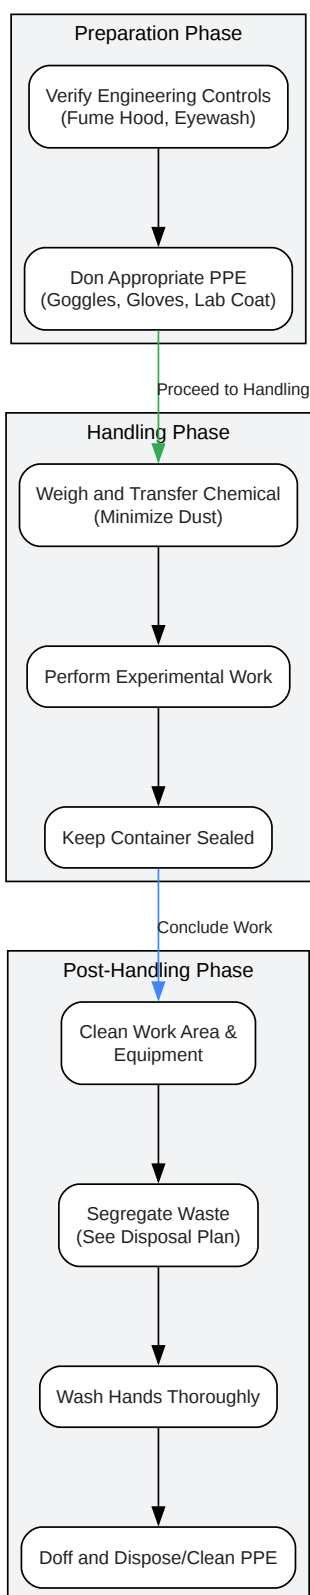 Preparation Phase
Verify Engineering Controls
(Fume Hood, Eyewash)
Don Appropriate PPE
(Goggles, Gloves, Lab Coat)
Proceed to Handling
Handling Phase
Weigh and Transfer Chemical
(Minimize Dust)
Perform Experimental Work
Keep Container Sealed
Conclude Work
Post-Handling Phase
Clean Work Area &
Equipment
Segregate Waste
(See Disposal Plan)
Wash Hands Thoroughly
Doff and Dispose/Clean PPE